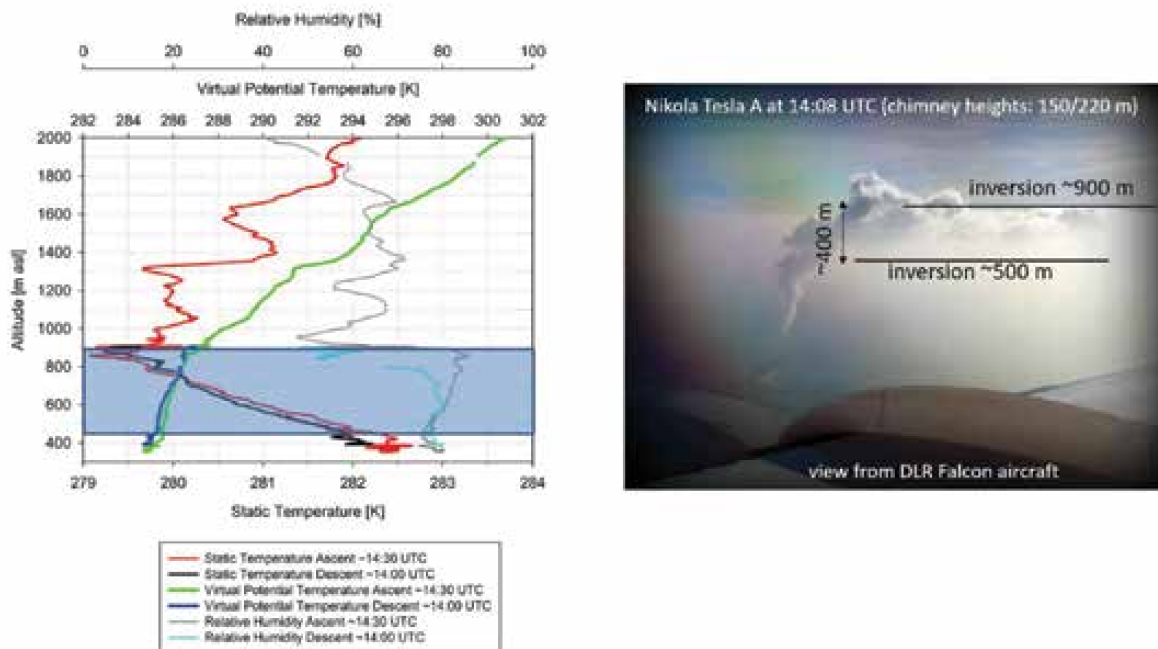 Relative Humidity [%]
0 20 40 60 80 100
Virtual Potential Temperature [K]
282 284 286 288 290 292 294 296 298 300 302
2000
1800
1600
1400
1200
1000
800
600
400
Altitude [m asl]
279 280 281 282 283 284
Static Temperature [K]
Static Temperature Ascent ~14:30 UTC
Static Temperature Descent ~14:00 UTC
Virtual Potential Temperature Ascent ~14:30 UTC
Virtual Potential Temperature Descent ~14:00 UTC
Relative Humidity Ascent ~14:30 UTC
Relative Humidity Descent ~14:00 UTC
Nikola Tesla A at 14:08 UTC (chimney heights: 150/220 m)
inversion ~900 m
~400 m
inversion ~500 m
view from DLR Falcon aircraft